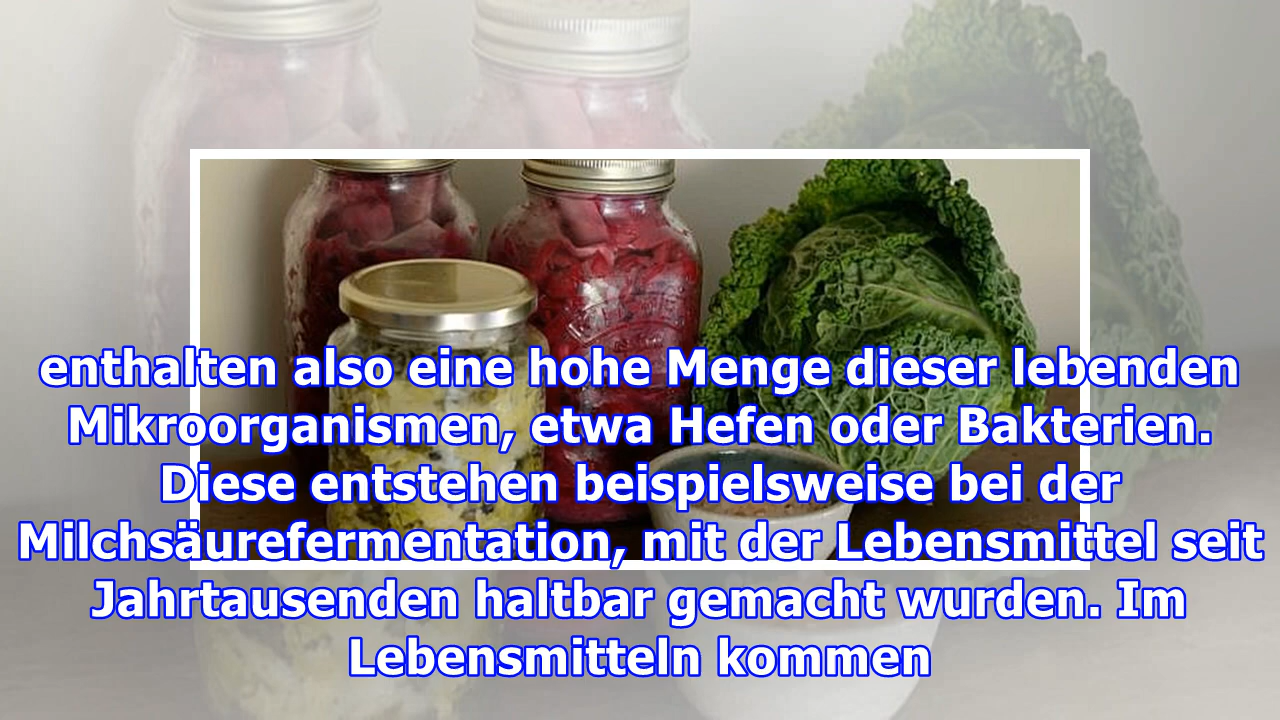 enthalten also eine hohe Menge dieser lebenden
Mikroorganismen, etwa Hefen oder Bakterien.
Diese entstehen beispielsweise bei der
Milchsäurefermentation, mit der Lebensmittel seit
Jahrtausenden haltbar gemacht wurden. Im
Lebensmitteln kommen